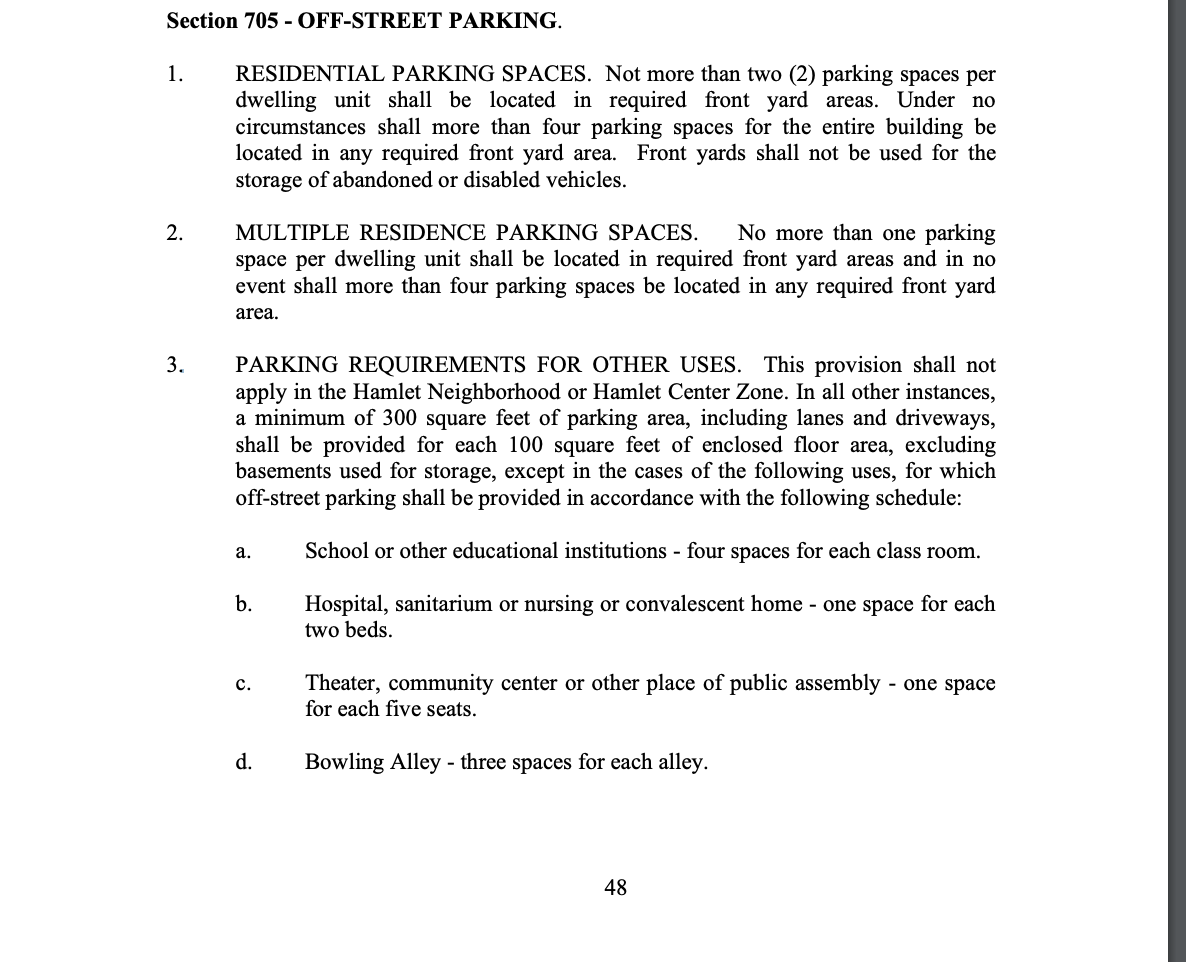 Section 705 - OFF-STREET PARKING.
1. RESIDENTIAL PARKING SPACES. Not more than two (2) parking spaces per
dwelling unit shall be located in required front yard areas. Under no
circumstances shall more than four parking spaces for the entire building be
located in any required front yard area. Front yards shall not be used for the
storage of abandoned or disabled vehicles.
2. MULTIPLE RESIDENCE PARKING SPACES. No more than one parking
space per dwelling unit shall be located in required front yard areas and in no
event shall more than four parking spaces be located in any required front yard
area.
3. PARKING REQUIREMENTS FOR OTHER USES. This provision shall not
apply in the Hamlet Neighborhood or Hamlet Center Zone. In all other instances,
a minimum of 300 square feet of parking area, including lanes and driveways,
shall be provided for each 100 square feet of enclosed floor area, excluding
basements used for storage, except in the cases of the following uses, for which
off-street parking shall be provided in accordance with the following schedule:
a. School or other educational institutions - four spaces for each class room.
b. Hospital, sanitarium or nursing or convalescent home - one space for each
two beds.
c. Theater, community center or other place of public assembly - one space
for each five seats.
d. Bowling Alley - three spaces for each alley.
48